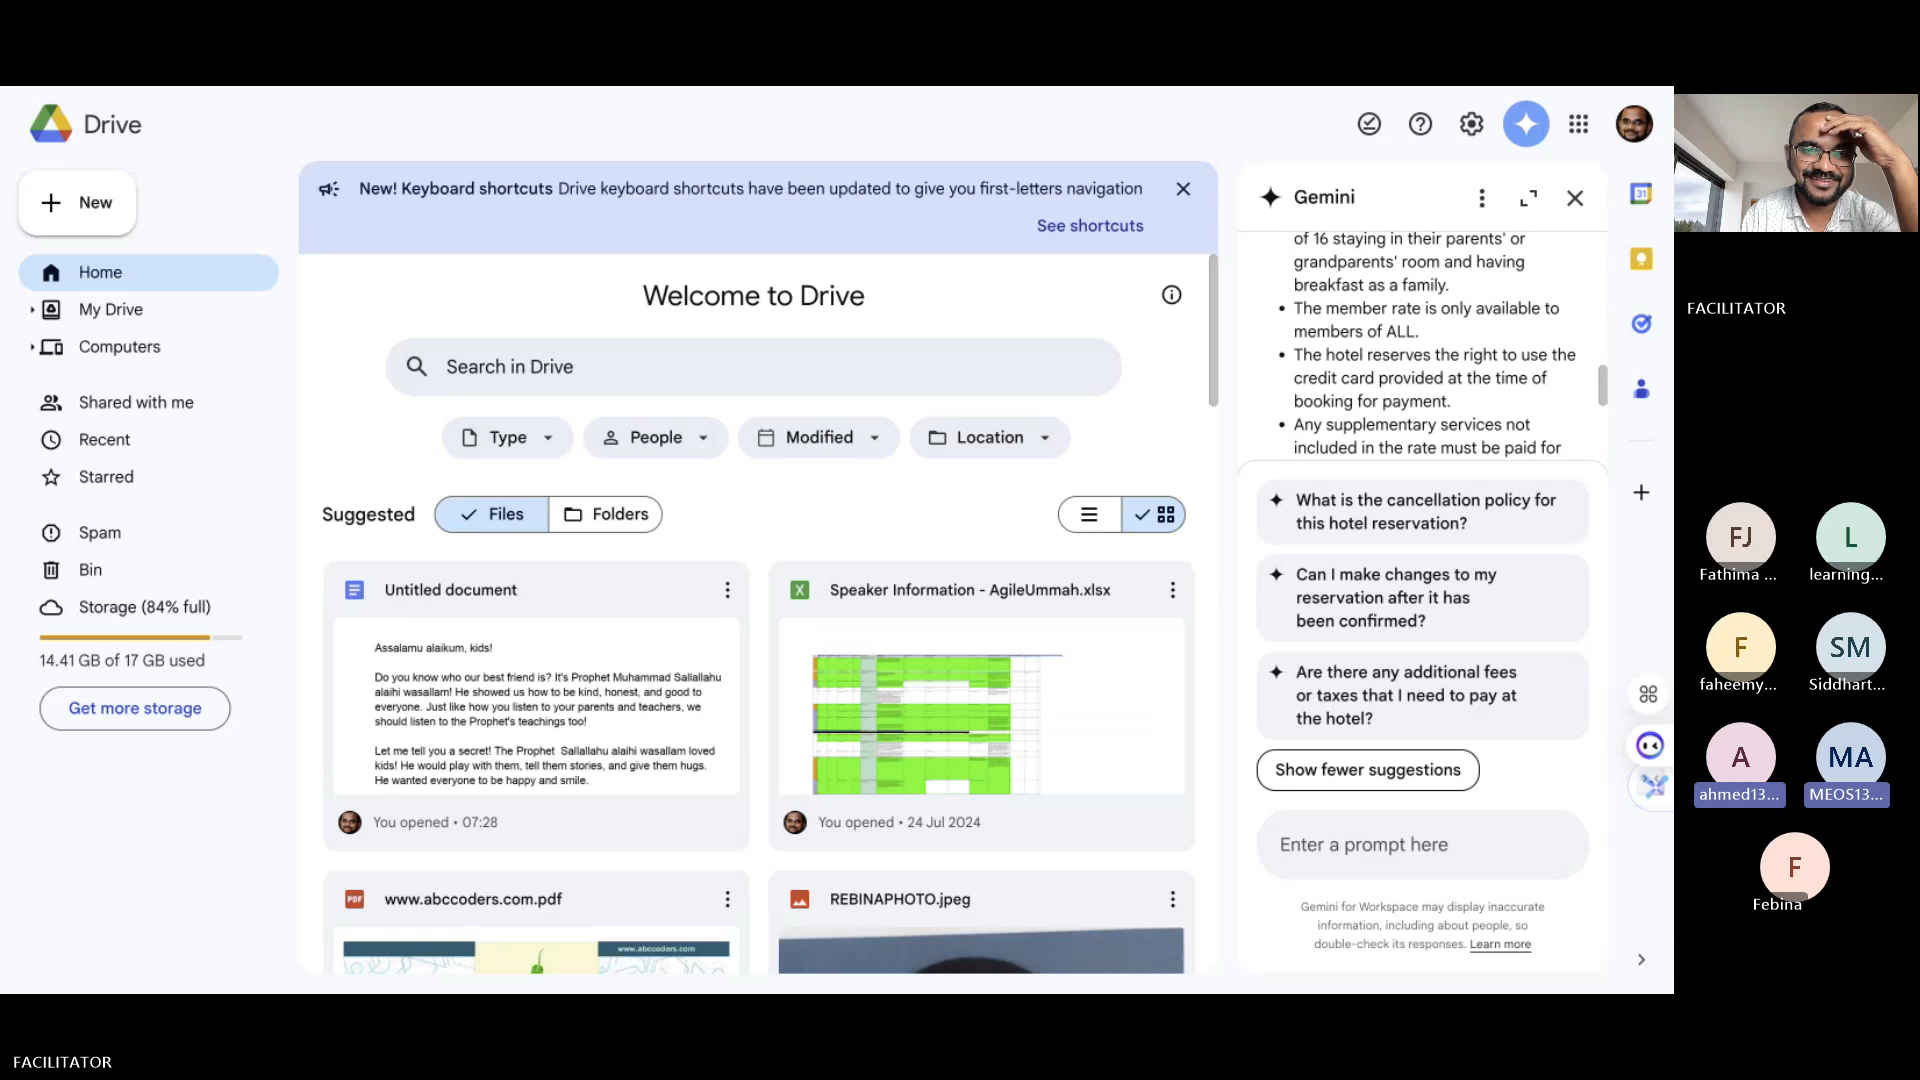 Drive
New
Home
My Drive
Computers
Shared with me
Recent
Starred
Spam
Bin
Storage (84% full)
14.41 GB of 17 GB used
Get more storage
New! Keyboard shortcuts Drive keyboard shortcuts have been updated to give you first-letters navigation
See shortcuts
Welcome to Drive
Search in Drive
Type
People
Modified
Location
Suggested
Files
Folders
Untitled document
Assalamu alaikum, kids!
Do you know who our best friend is? It's Prophet Muhammad Sallallahu
alaihi wasallam! He showed us how to be kind, honest, and good to
everyone. Just like how you listen to your parents and teachers, we
should listen to the Prophet's teachings too!
Let me tell you a secret! The Prophet Sallallahu alaihi wasallam loved
kids! He would play with them, tell them stories, and give them hugs.
He wanted everyone to be happy and smile.
You opened • 07:28
Speaker Information - AgileUmmah.xlsx
You opened • 24 Jul 2024
www.abccoders.com.pdf
www.abccoders.com
REBINAPHOTO.jpeg
Gemini
of 16 staying in their parents' or
grandparents' room and having
breakfast as a family.
• The member rate is only available to
members of ALL.
• The hotel reserves the right to use the
credit card provided at the time of
booking for payment.
• Any supplementary services not
included in the rate must be paid for
What is the cancellation policy for
this hotel reservation?
Can I make changes to my
reservation after it has
been confirmed?
Are there any additional fees
or taxes that I need to pay at
the hotel?
Show fewer suggestions
Enter a prompt here
Gemini for Workspace may display inaccurate
information, including about people, so
double-check its responses. Learn more
31
FACILITATOR
FJ
Fathima ...
L
learning...
F
faheemy...
SM
Siddhart...
A
ahmed13...
MA
MEOS13...
F
Febina
FACILITATOR